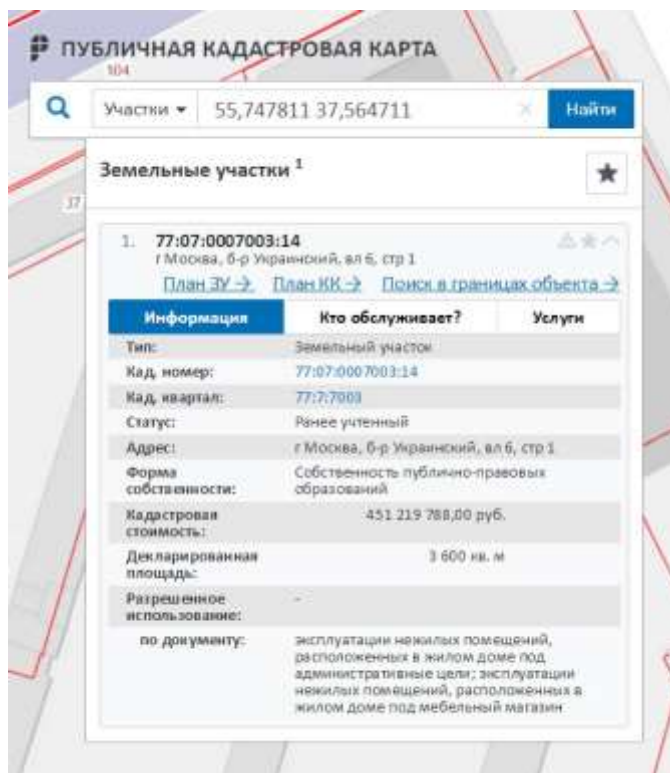 ПУБЛИЧНАЯ КАДАСТРОВАЯ КАРТА
104
Участки
55,747811 37,564711
Найти
Земельные участки 1
37
1. 77:07:0007003:14
г Москва, б-р Украинский, вл 6, стр 1
План ЗУ → План КК → Поиск в границах объекта →
Информация Кто обслуживает? Услуги
Тип: Земельный участок
Кад. номер: 77:07:0007003:14
Кад. квартал: 77:7:7003
Статус: Ранее учтенный
Адрес: г Москва, б-р Украинский, вл 6, стр 1
Форма собственности: Собственность публично-правовых
образований
Кадастровая стоимость: 451 219 788,00 руб.
Декларированная площадь: 3 600 кв. м
Разрешенное использование: -
по документу: эксплуатации нежилых помещений,
расположенных в жилом доме под
административные цели; эксплуатации
нежилых помещений, расположенных в
жилом доме под мебельный магазин